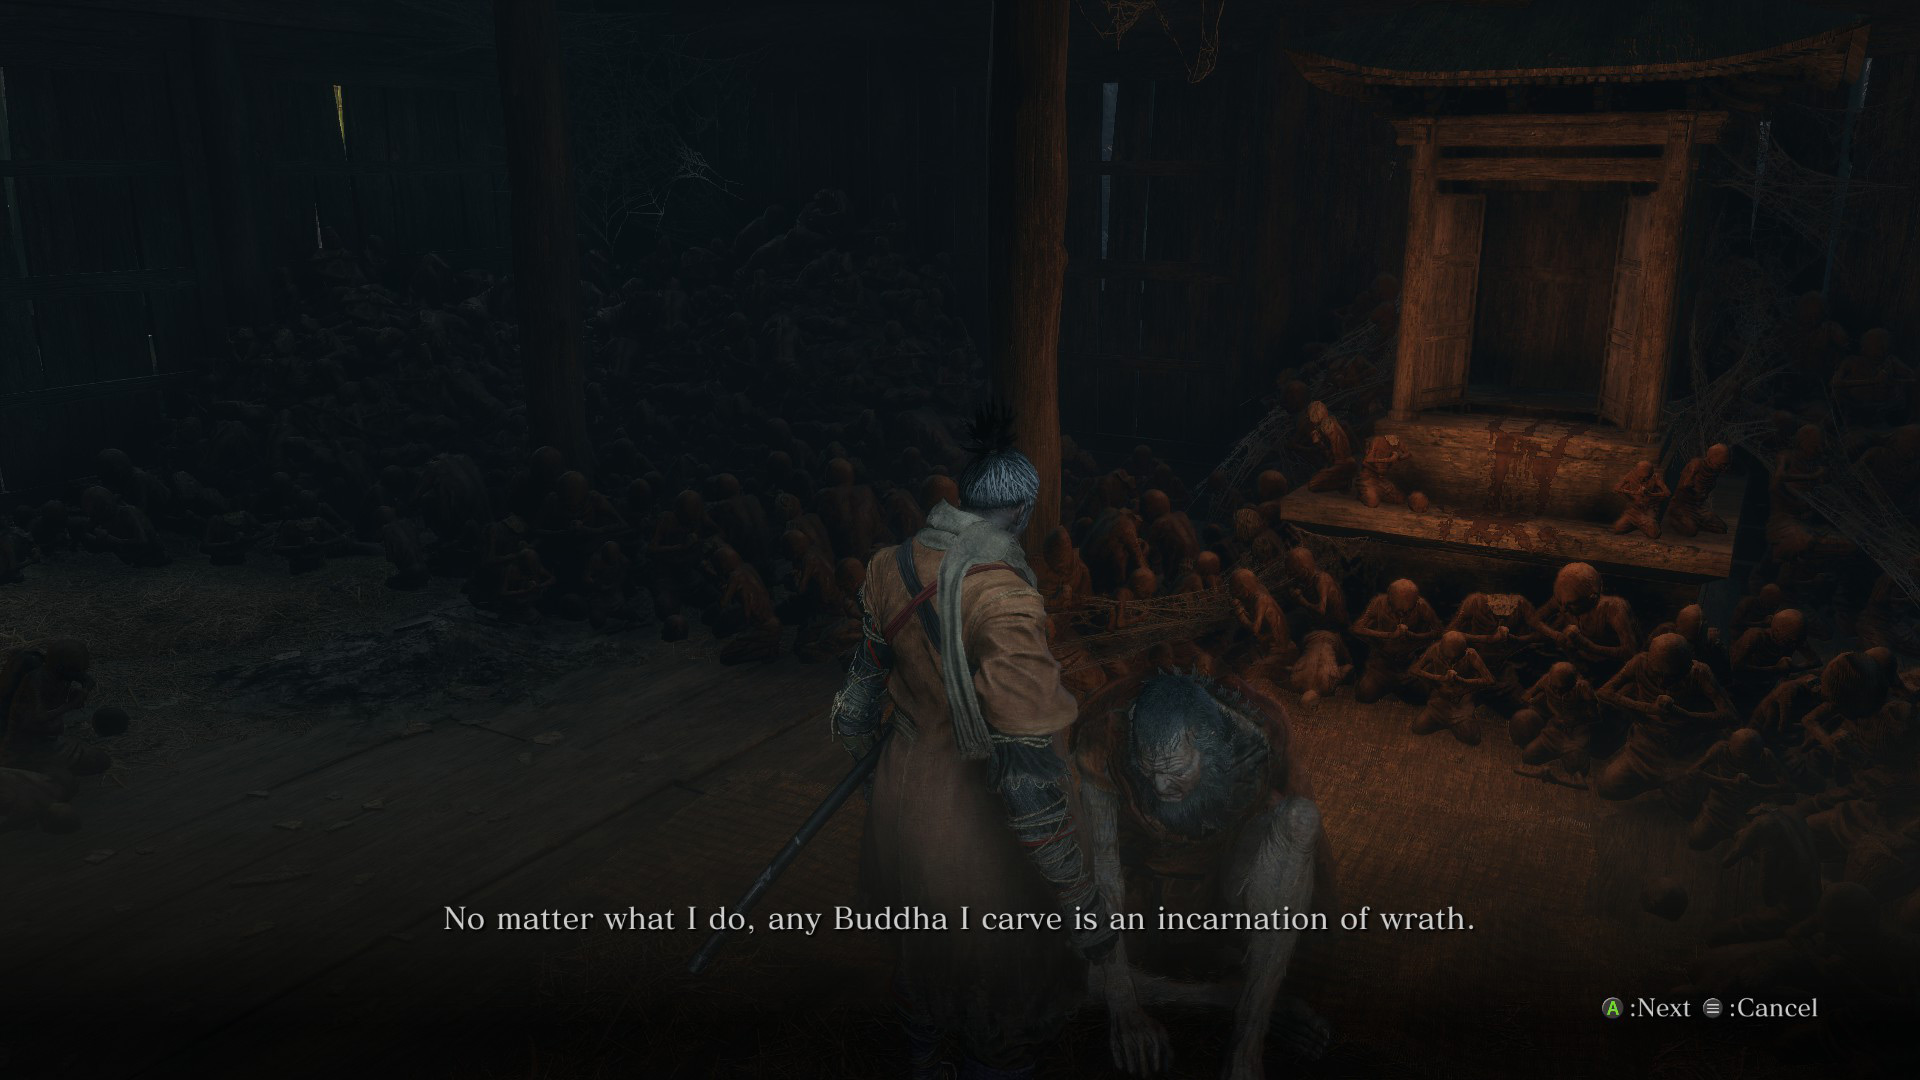 No matter what I do, any Buddha I carve is an incarnation of wrath.
A :Next ≡ :Cancel